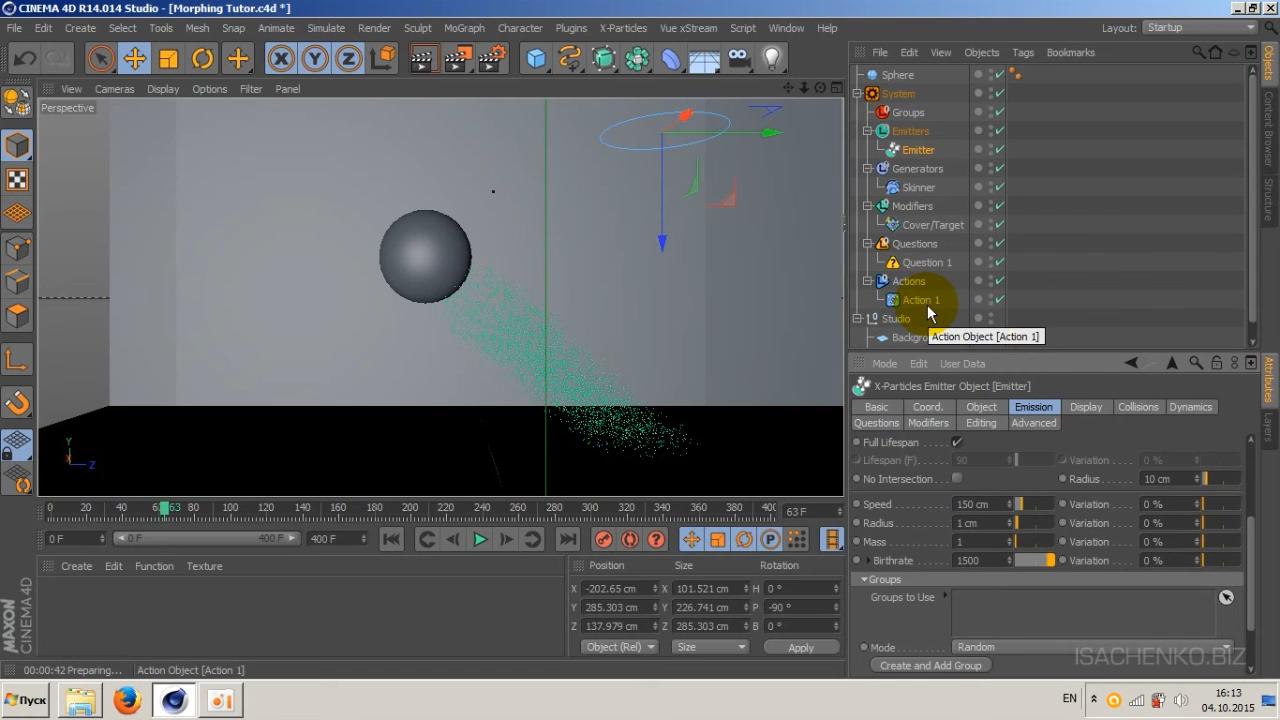 CINEMA 4D R14.014 Studio - [Morphing Tutor.c4d *]
File Edit Create Select Tools Mesh Snap Animate Simulate Render Sculpt MoGraph Character Plugins X-Particles Vue xStream Script Window Help
Layout: Startup
File Edit View Objects Tags Bookmarks
View Cameras Display Options Filter Panel
Perspective
Sphere
System
Groups
Emitters
Emitter
Generators
Skinner
Modifiers
Cover/Target
Questions
Question 1
Actions
Action 1
Studio
Backgro
Action Object [Action 1]
Objects
Content Browser
Structure
Attributes
Layers
Mode Edit User Data
X-Particles Emitter Object [Emitter]
Basic Coord. Object Emission Display Collisions Dynamics
Questions Modifiers Editing Advanced
Full Lifespan
Lifespan (F) 90 Variation 0 %
No Intersection Radius 10 cm
Speed 150 cm Variation 0 %
Radius 1 cm Variation 0 %
Mass 1 Variation 0 %
Birthrate 1500 Variation 0 %
Groups
Groups to Use
Mode Random
Create and Add Group
Y
Z
X
0 20 40 6 63 80 100 120 140 160 180 200 220 240 260 280 300 320 340 360 380 400
63 F
0 F 0 F 400 F 400 F
Create Edit Function Texture
Position Size Rotation
X -202.65 cm X 101.521 cm H 0 °
Y 285.303 cm Y 226.741 cm P -90 °
Z 137.979 cm Z 285.303 cm B 0 °
Object (Rel) Size Apply
MAXON
CINEMA 4D
00:00:42 Preparing... Action Object [Action 1]
ISACHENKO.BIZ
Пуск
EN
16:13
04.10.2015